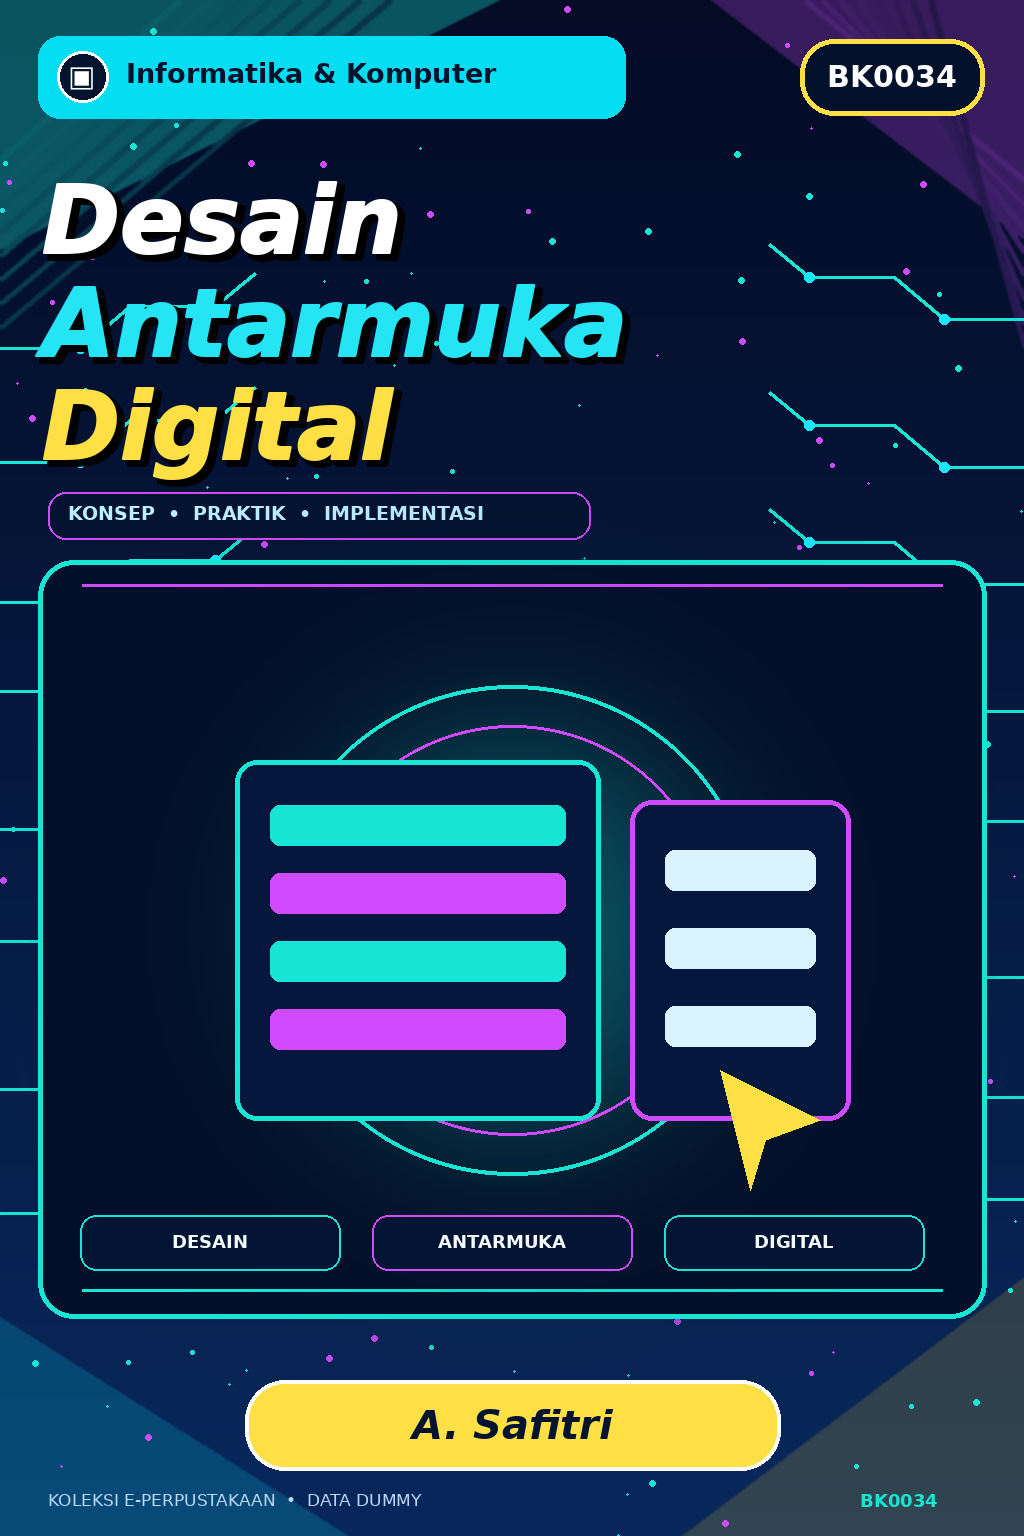 Informatika & Komputer
BK0034
Desain
Antarmuka
Digital
KONSEP • PRAKTIK • IMPLEMENTASI
DESAIN
ANTARMUKA
DIGITAL
A. Safitri
KOLEKSI E-PERPUSTAKAAN • DATA DUMMY
BK0034